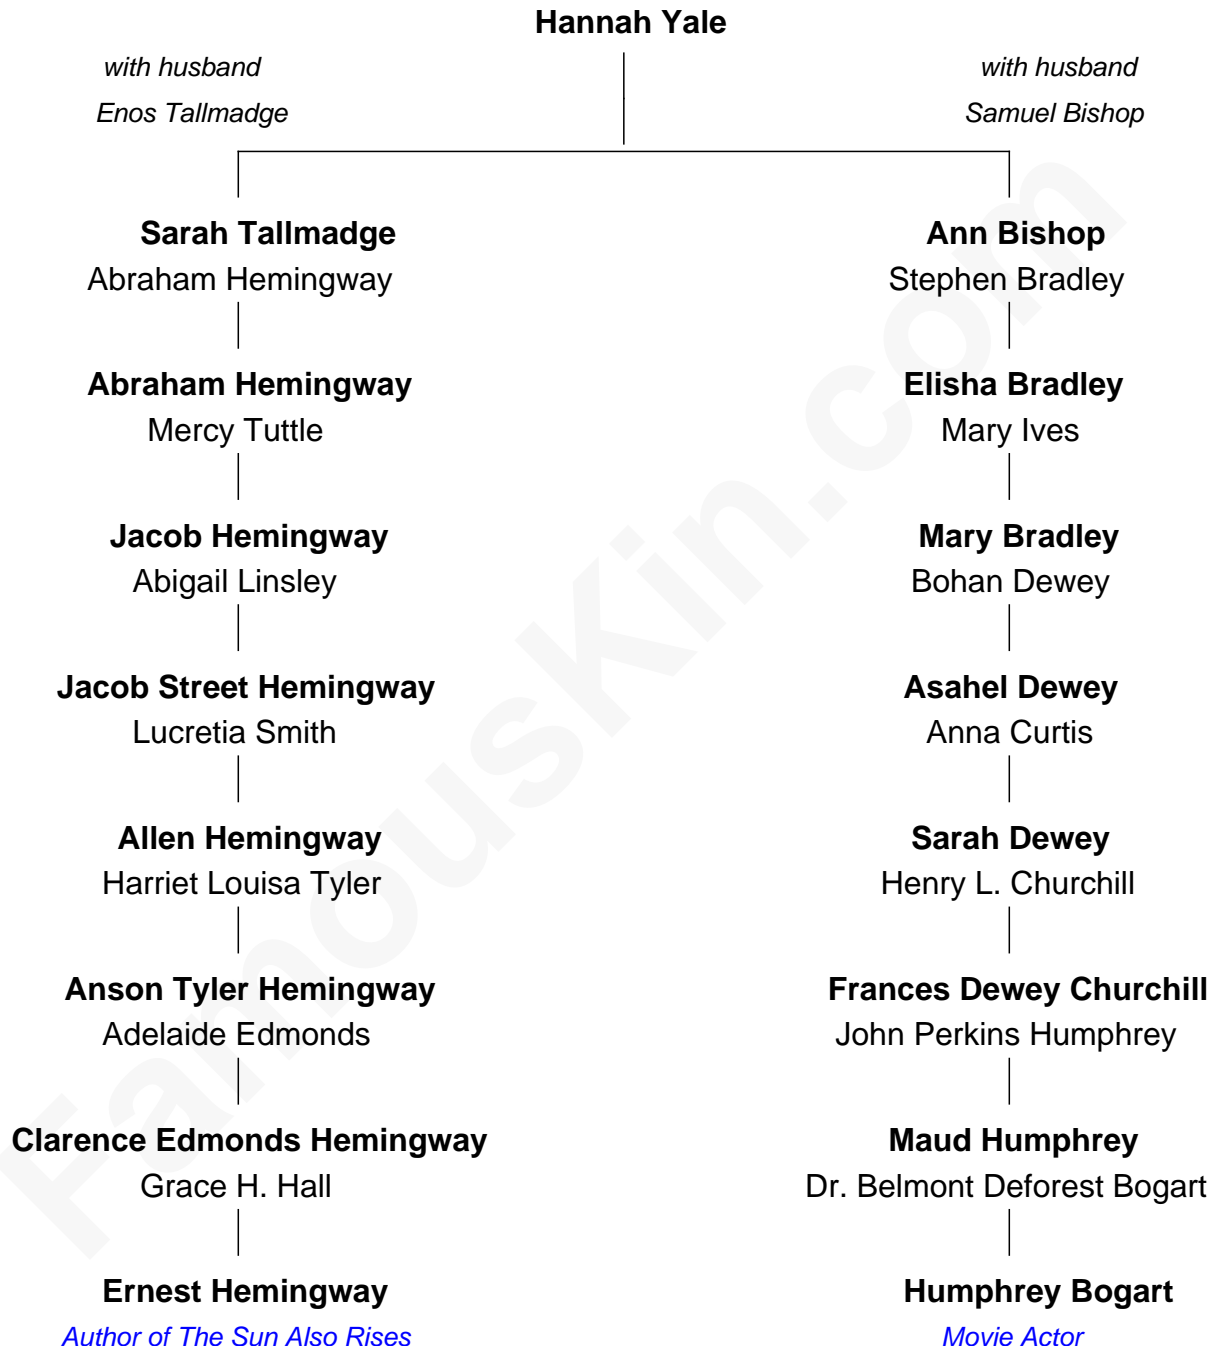 Hannah Yale
with husband
Enos Tallmadge
with husband
Samuel Bishop
Sarah Tallmadge
Abraham Hemingway
Ann Bishop
Stephen Bradley
Abraham Hemingway
Mercy Tuttle
Elisha Bradley
Mary Ives
Jacob Hemingway
Abigail Linsley
Mary Bradley
Bohan Dewey
Jacob Street Hemingway
Lucretia Smith
Asahel Dewey
Anna Curtis
Allen Hemingway
Harriet Louisa Tyler
Sarah Dewey
Henry L. Churchill
Anson Tyler Hemingway
Adelaide Edmonds
Frances Dewey Churchill
John Perkins Humphrey
Clarence Edmonds Hemingway
Grace H. Hall
Maud Humphrey
Dr. Belmont Deforest Bogart
Ernest Hemingway
Author of The Sun Also Rises
Humphrey Bogart
Movie Actor
FamousKin.com